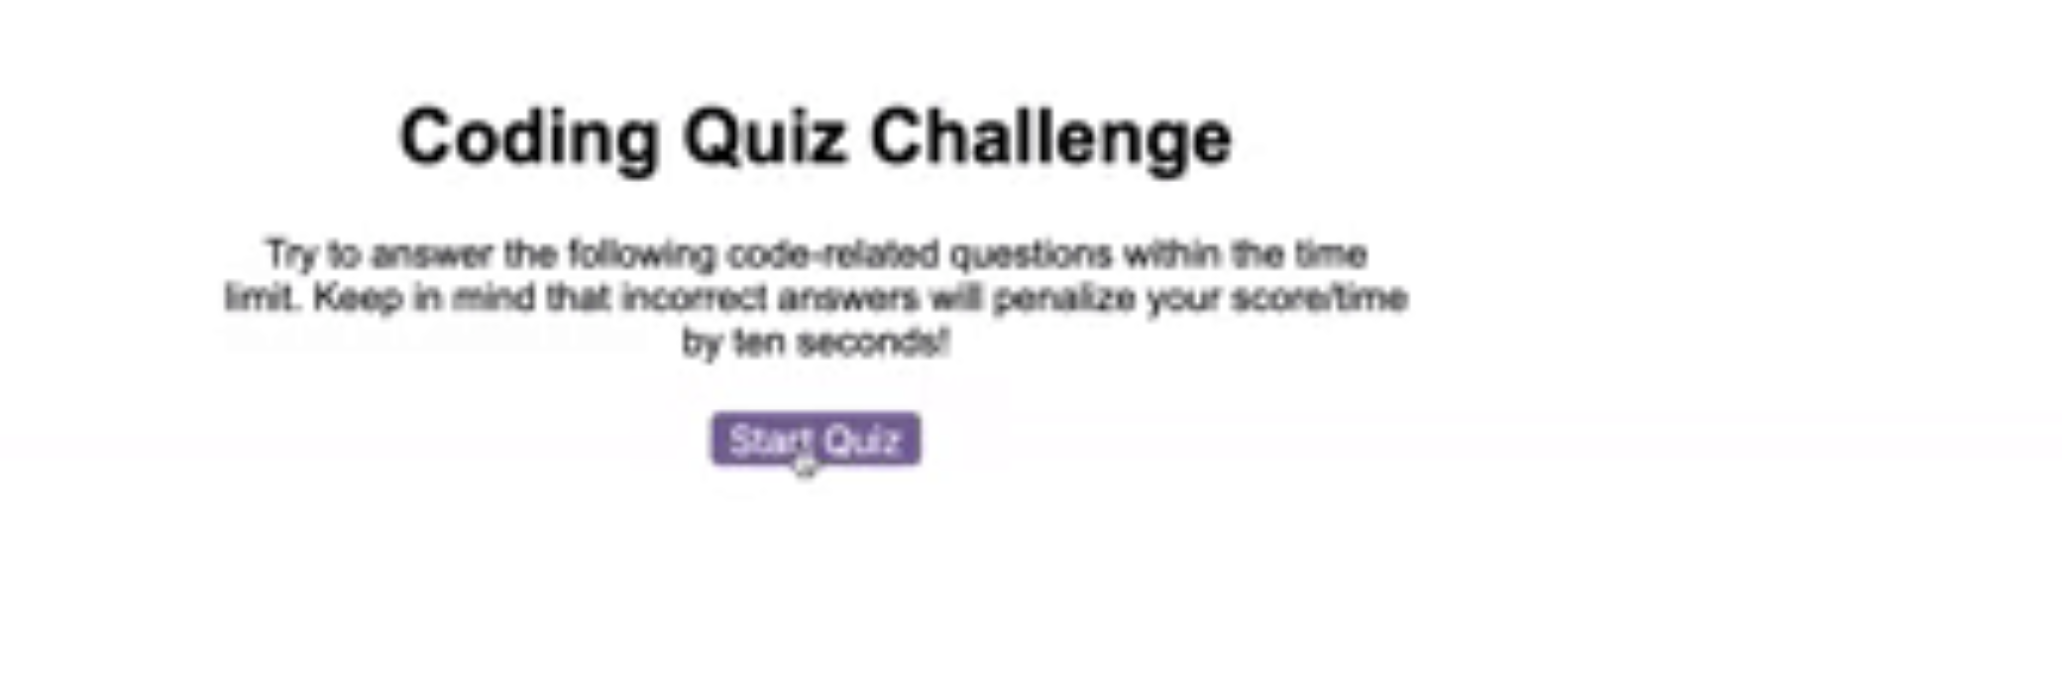 Coding Quiz Challenge
Try to answer the following code-related questions within the time
limit. Keep in mind that incorrect answers will penalize your score/time
by ten seconds!
Start Quiz